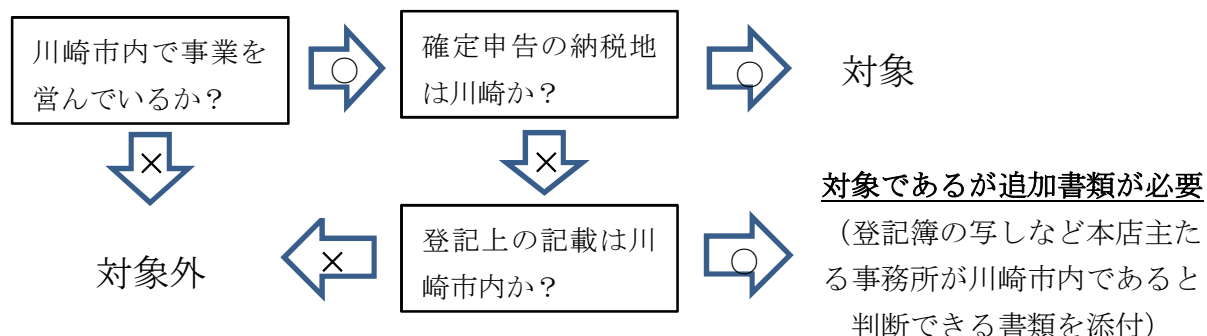 川崎市内で事業を
営んでいるか？
○
確定申告の納税地
は川崎か？
○
対象
×
×
対象外
×
登記上の記載は川
崎市内か？
○
対象であるが追加書類が必要
（登記簿の写しなど本店主た
る事務所が川崎市内であると
判断できる書類を添付）